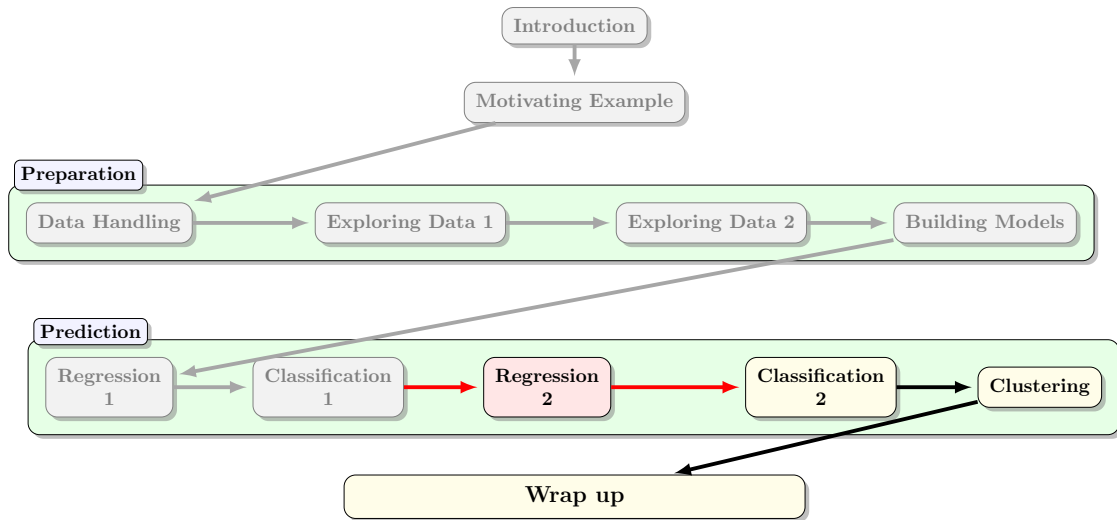 Introduction
Motivating Example
Preparation
Data Handling
Exploring Data 1
Exploring Data 2
Building Models
Prediction
Regression
1
Classification
1
Regression
2
Classification
2
Clustering
Wrap up